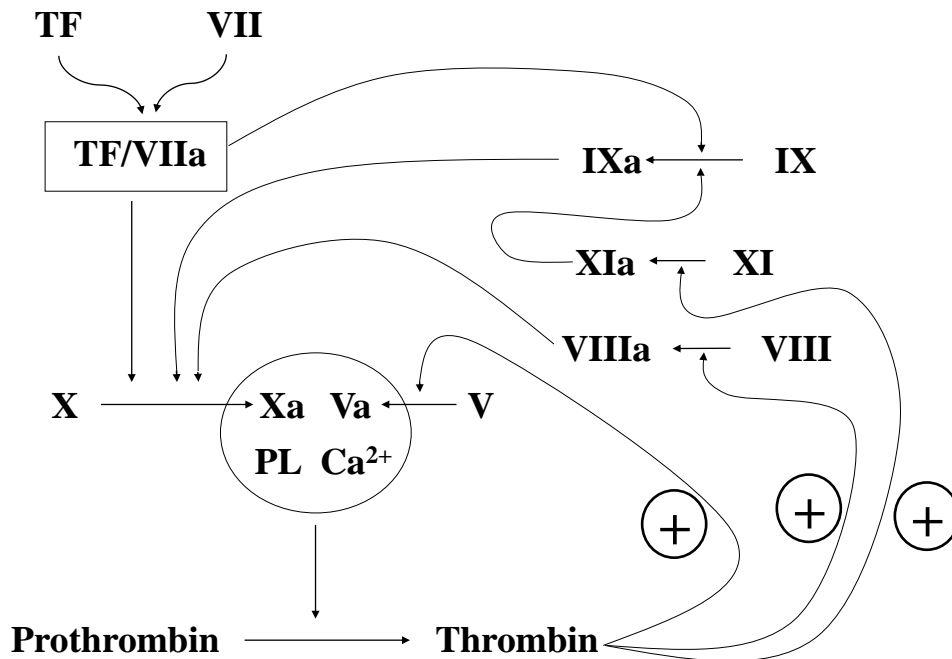 TF VII
TF/VIIa
IXa IX
XIa XI
VIIIa VIII
X Xa Va V
PL Ca²⁺
+ + +
Prothrombin Thrombin